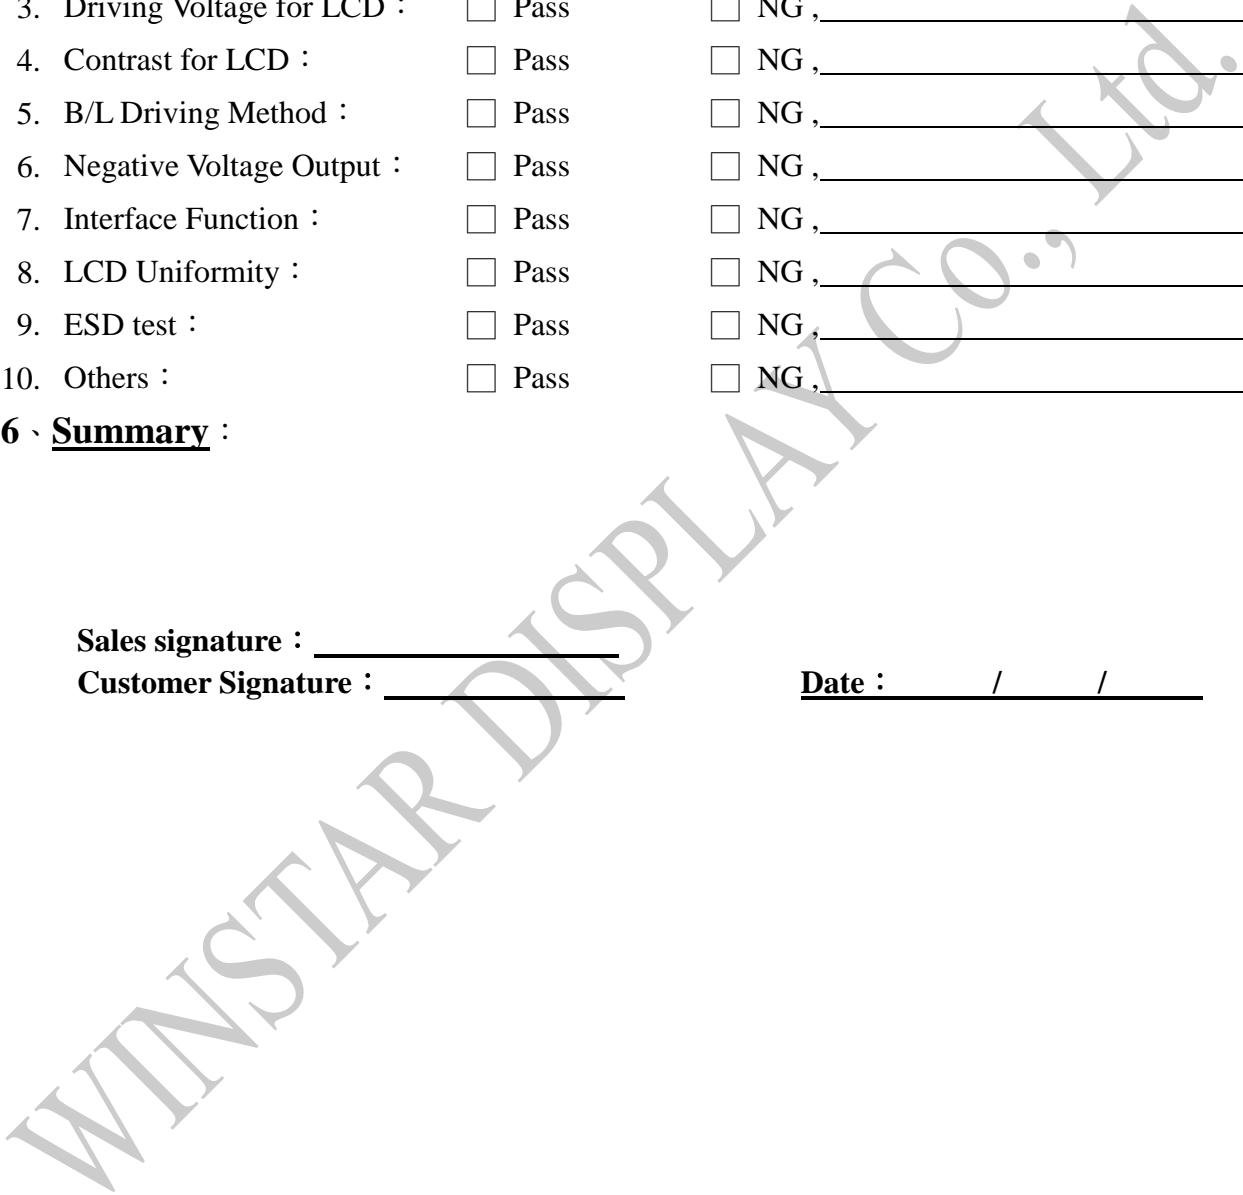 3. Driving Voltage for LCD： □ Pass □ NG ,
4. Contrast for LCD： □ Pass □ NG ,
5. B/L Driving Method： □ Pass □ NG ,
6. Negative Voltage Output： □ Pass □ NG ,
7. Interface Function： □ Pass □ NG ,
8. LCD Uniformity： □ Pass □ NG ,
9. ESD test： □ Pass □ NG ,
10. Others： □ Pass □ NG ,
6、Summary：
Sales signature：
Customer Signature： Date： / /
WINSTAR DISPLAY Co., Ltd.